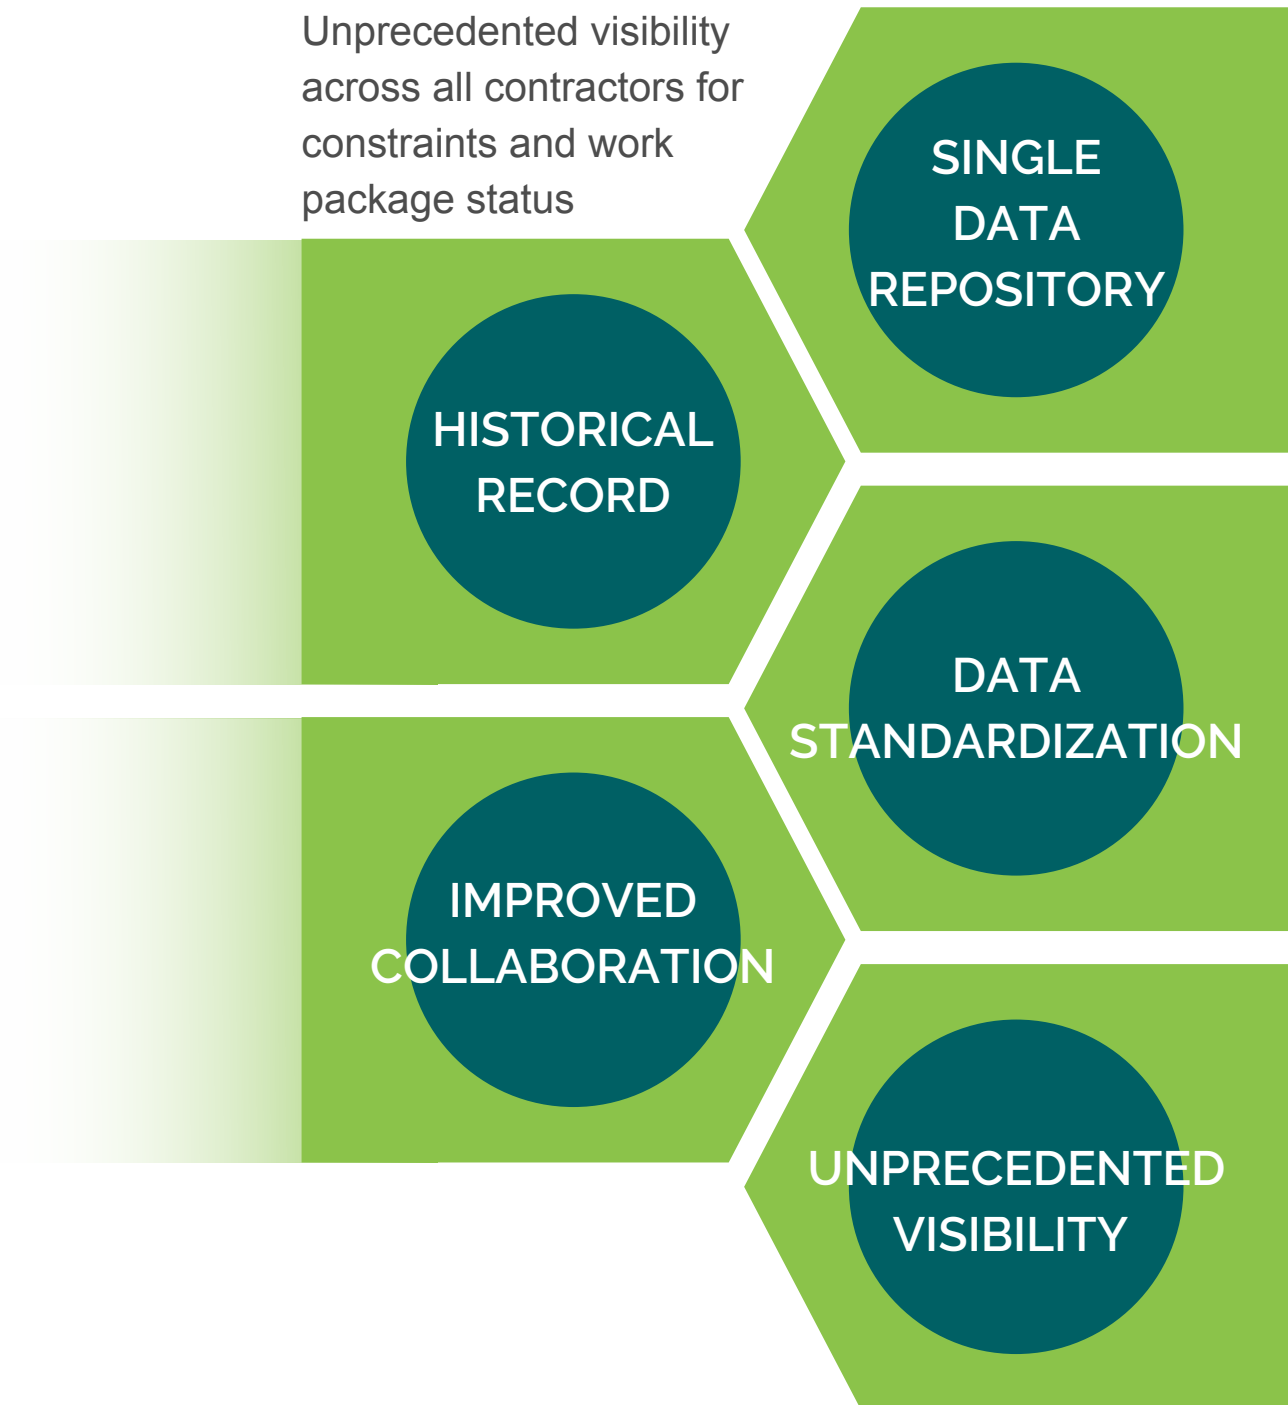 Unprecedented visibility
across all contractors for
constraints and work
package status
SINGLE
DATA
REPOSITORY
HISTORICAL
RECORD
DATA
STANDARDIZATION
IMPROVED
COLLABORATION
UNPRECEDENTED
VISIBILITY